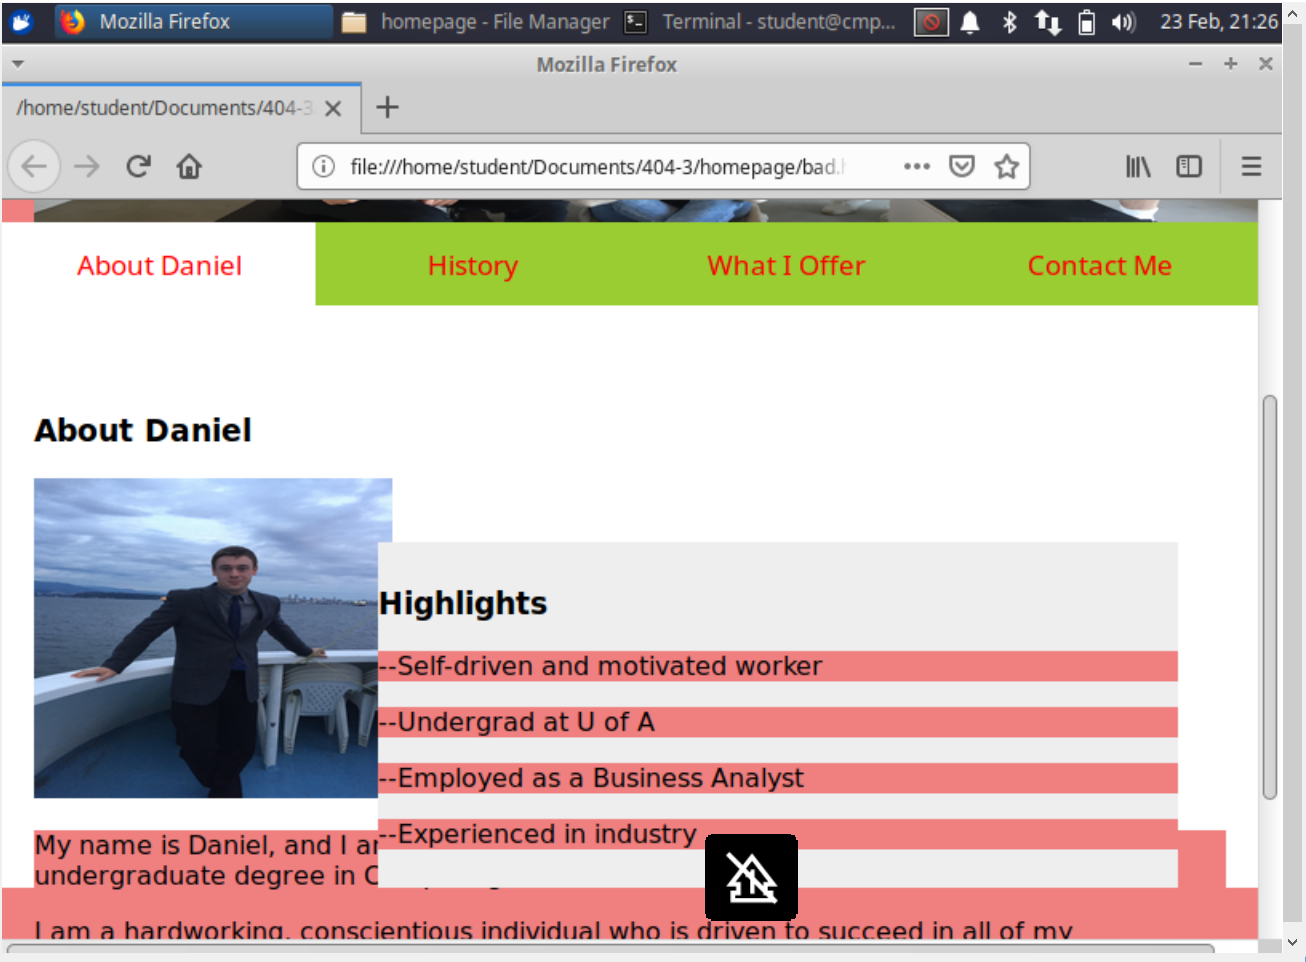 Mozilla Firefox
homepage - File Manager
Terminal - student@cmp...
23 Feb, 21:26
Mozilla Firefox
/home/student/Documents/404-3
file:///home/student/Documents/404-3/homepage/bad.
About Daniel
History
What I Offer
Contact Me
About Daniel
Highlights
--Self-driven and motivated worker
--Undergrad at U of A
--Employed as a Business Analyst
--Experienced in industry
My name is Daniel, and I
undergraduate degree in
I am a hardworking, conscientious individual who is driven to succeed in all of my